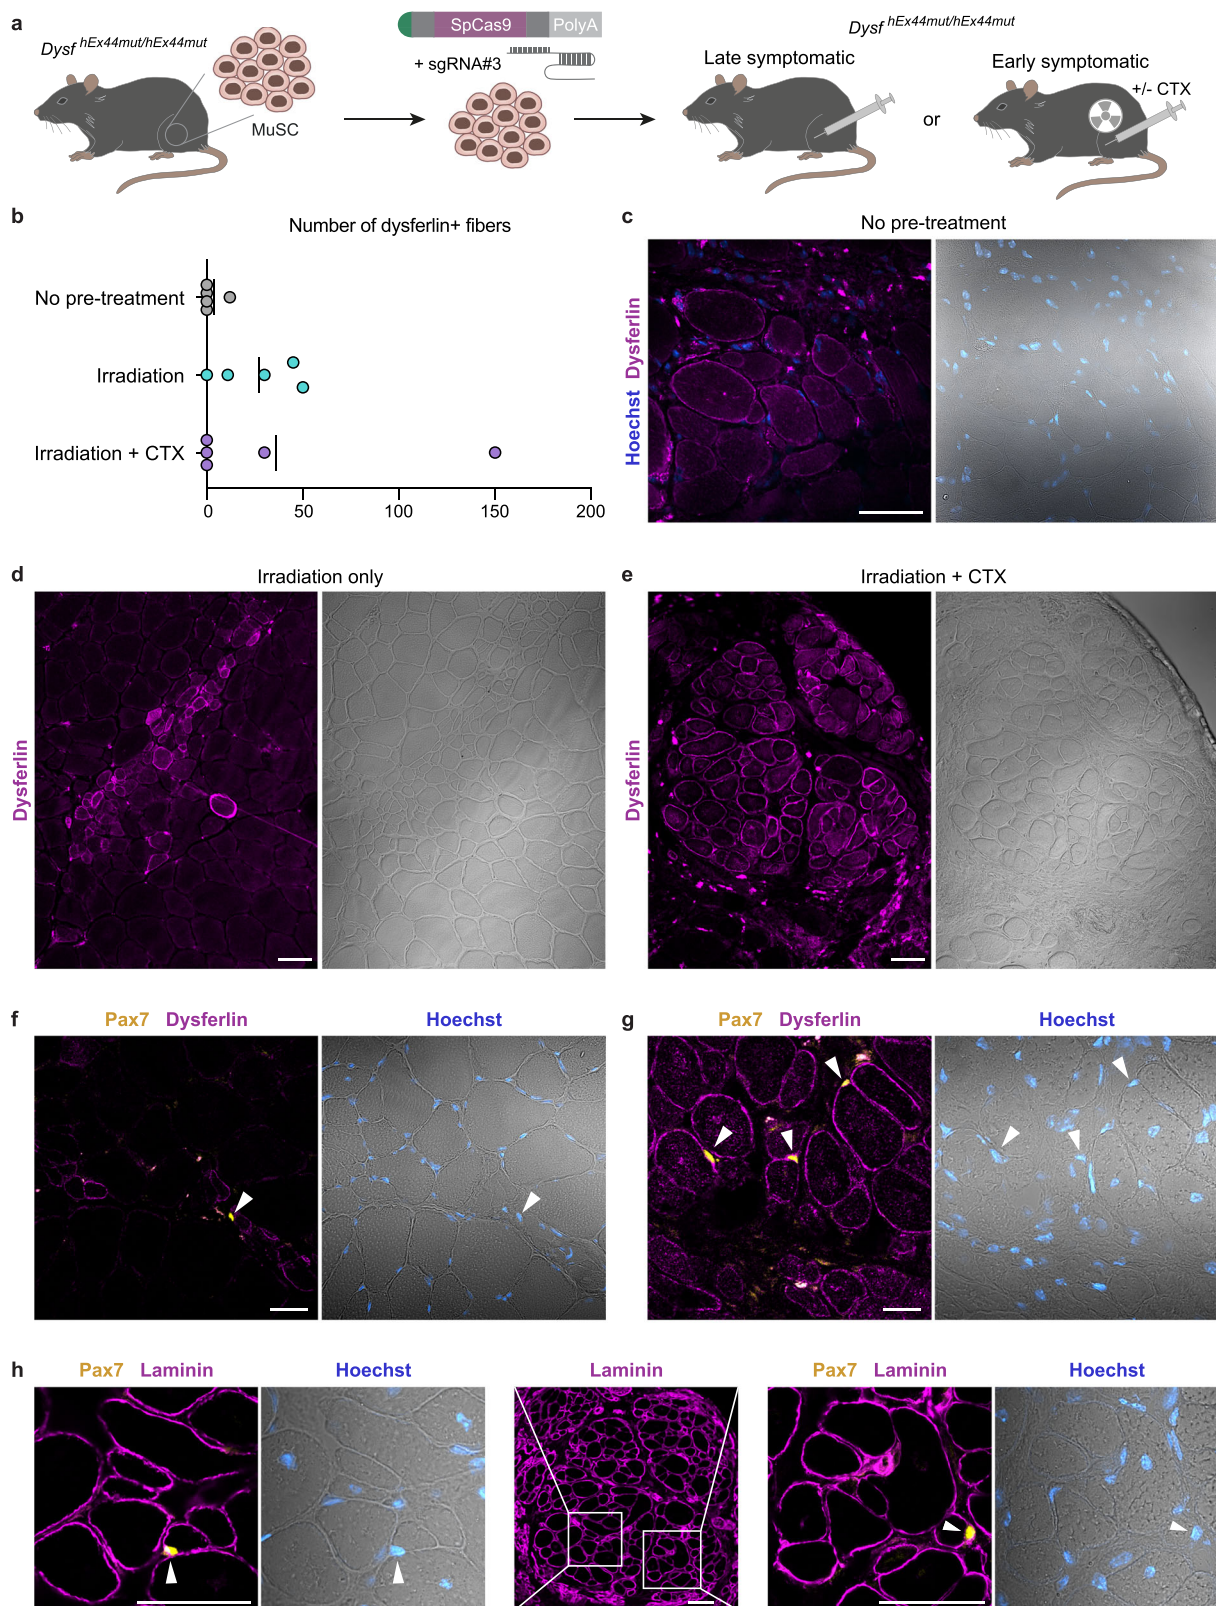 a
Dysf hEx44mut/hEx44mut
MuSC
SpCas9 PolyA
+ sgRNA#3
Dysf hEx44mut/hEx44mut
Late symptomatic
or
Early symptomatic
+/- CTX
b
Number of dysferlin+ fibers
No pre-treatment
Irradiation
Irradiation + CTX
0 50 100 150 200
c
No pre-treatment
Hoechst Dysferlin
d
Irradiation only
Dysferlin
e
Irradiation + CTX
Dysferlin
f
Pax7 Dysferlin
Hoechst
g
Pax7 Dysferlin
Hoechst
h
Pax7 Laminin
Hoechst
Laminin
Pax7 Laminin
Hoechst